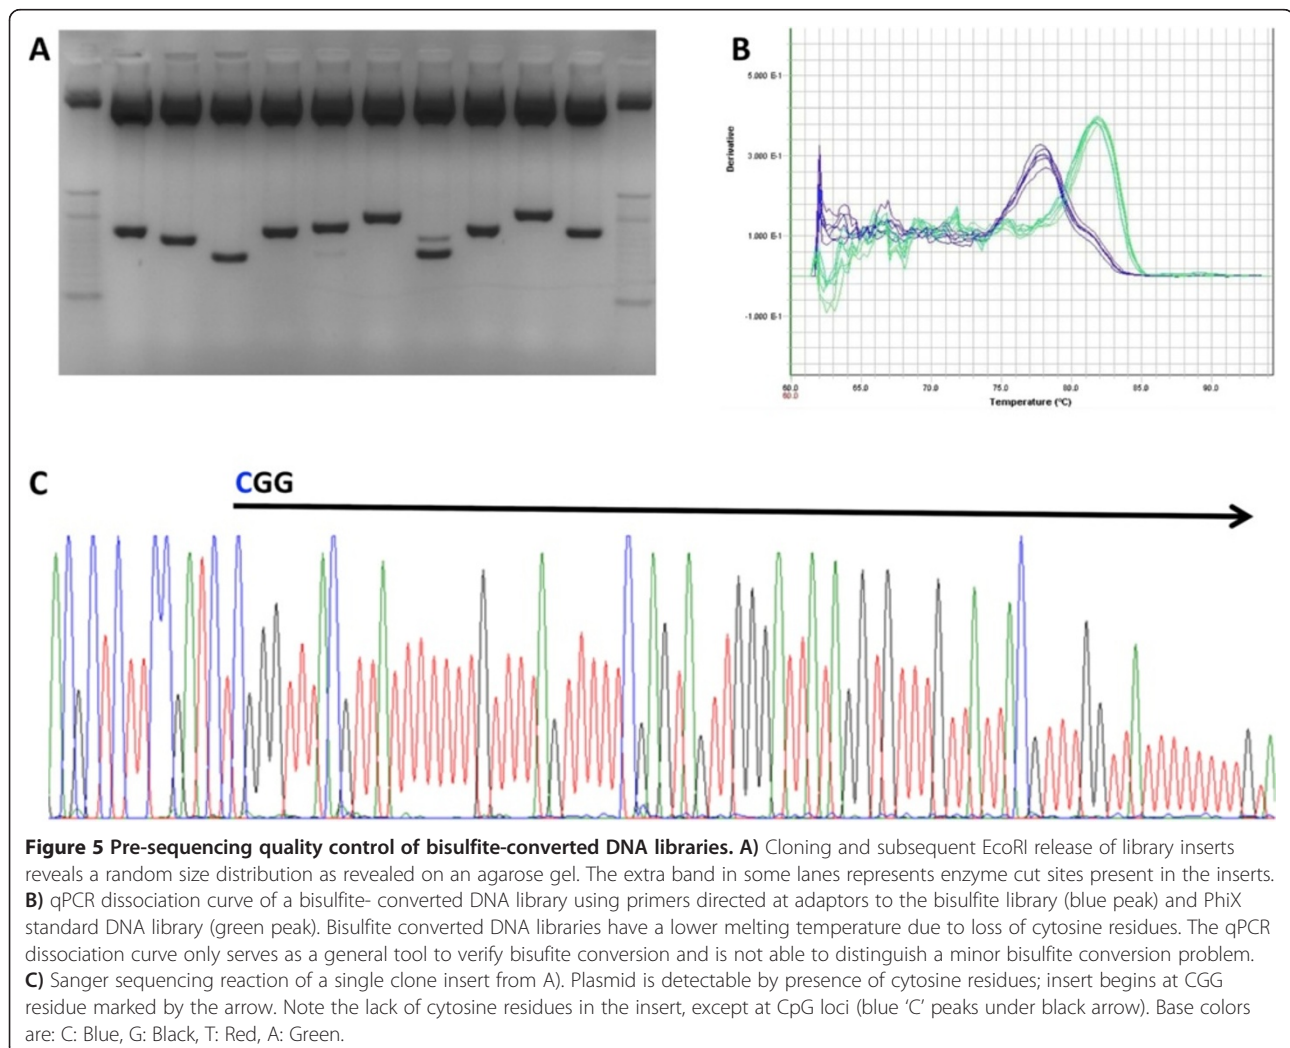 A
B
5.000 E-1
3.000 E-1
1.000 E-1
-1.000 E-1
Derivative
60.0 65.0 70.0 75.0 80.0 85.0 90.0
60.0
Temperature (°C)
C
CGG
Figure 5 Pre-sequencing quality control of bisulfite-converted DNA libraries. A) Cloning and subsequent EcoRI release of library inserts
reveals a random size distribution as revealed on an agarose gel. The extra band in some lanes represents enzyme cut sites present in the inserts.
B) qPCR dissociation curve of a bisulfite- converted DNA library using primers directed at adaptors to the bisulfite library (blue peak) and PhiX
standard DNA library (green peak). Bisulfite converted DNA libraries have a lower melting temperature due to loss of cytosine residues. The qPCR
dissociation curve only serves as a general tool to verify bisufite conversion and is not able to distinguish a minor bisulfite conversion problem.
C) Sanger sequencing reaction of a single clone insert from A). Plasmid is detectable by presence of cytosine residues; insert begins at CGG
residue marked by the arrow. Note the lack of cytosine residues in the insert, except at CpG loci (blue ‘C’ peaks under black arrow). Base colors
are: C: Blue, G: Black, T: Red, A: Green.